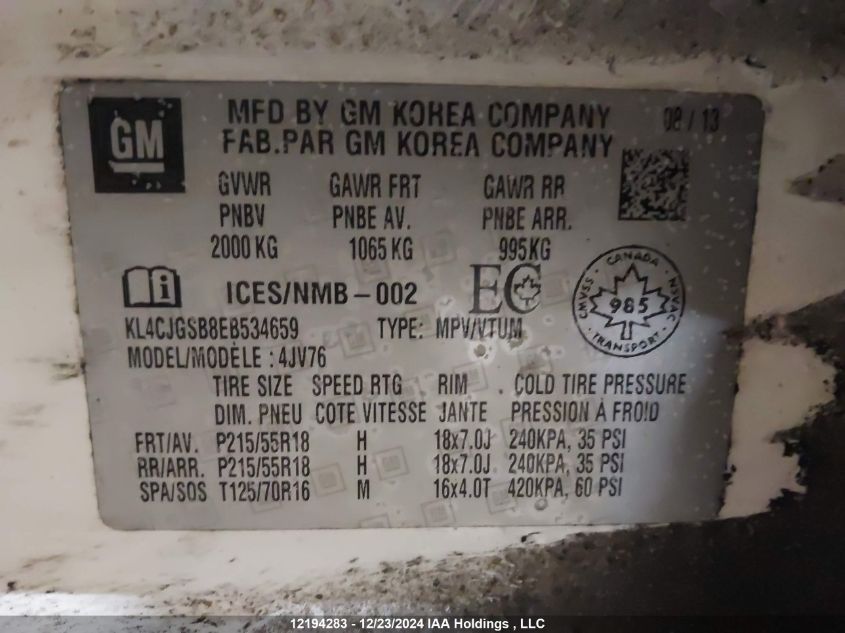 GM
MFD BY GM KOREA COMPANY 08 / 13
FAB.PAR GM KOREA COMPANY
GVWR GAWR FRT GAWR RR
PNBV PNBE AV. PNBE ARR.
2000 KG 1065 KG 995KG
ICES/NMB-002 EC
CANADA
CMVSS 985 NSVAC
TRANSPORT
KL4CJGSB8EB534659 TYPE: MPV/VTUM
MODEL/MODÈLE : 4JV76
TIRE SIZE SPEED RTG RIM COLD TIRE PRESSURE
DIM. PNEU COTE VITESSE JANTE PRESSION À FROID
FRT/AV. P215/55R18 H 18x7.0J 240KPA, 35 PSI
RR/ARR. P215/55R18 H 18x7.0J 240KPA, 35 PSI
SPA/SOS T125/70R16 M 16x4.0T 420KPA, 60 PSI
12194283 - 12/23/2024 IAA Holdings , LLC